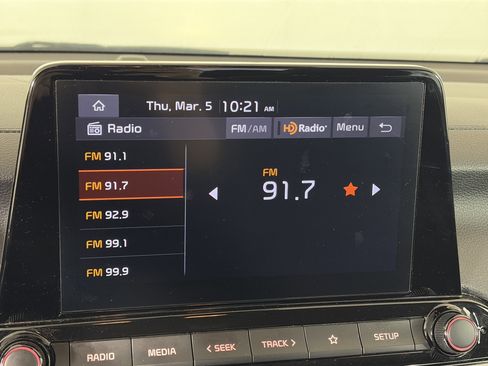 Thu, Mar. 5 10:21 AM
Radio FM/AM HD Radio Menu
FM 91.1
FM 91.7
FM 92.9
FM 99.1
FM 99.9
FM
91.7
RADIO MEDIA < SEEK TRACK > SETUP